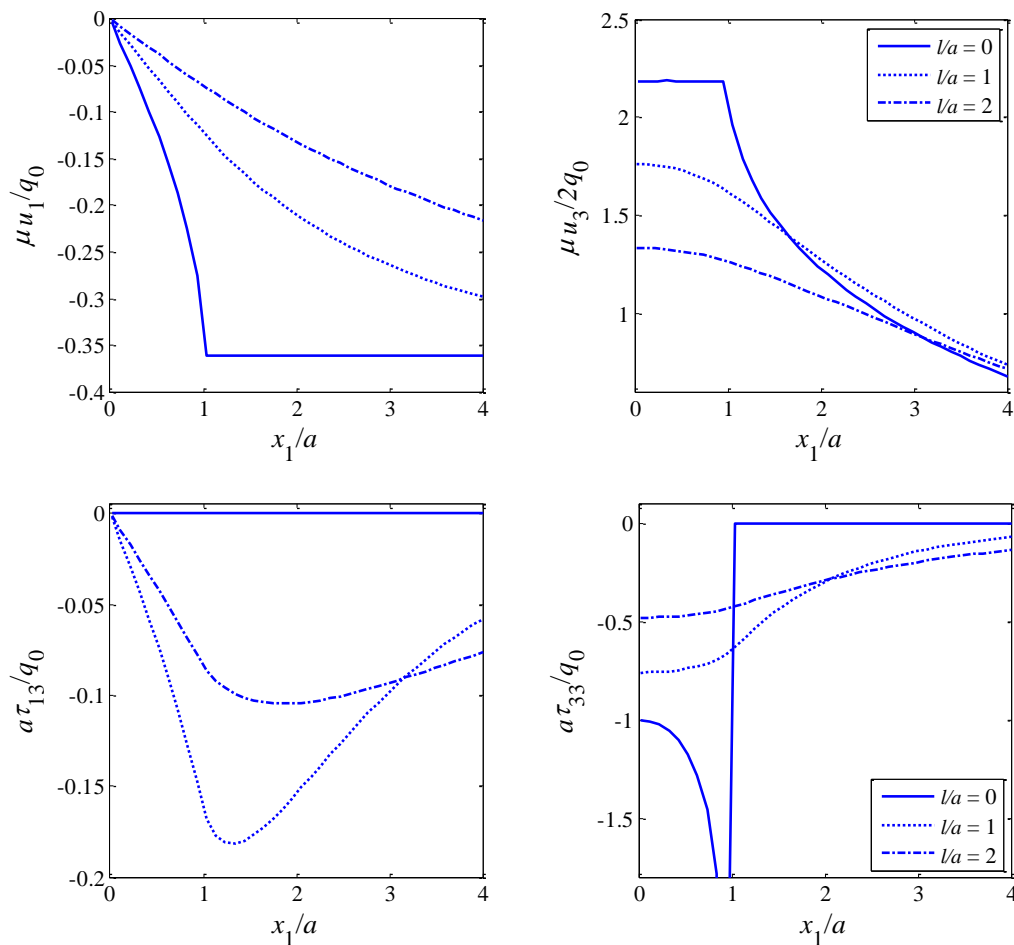 0
-0.05
-0.1
-0.15
-0.2
-0.25
-0.3
-0.35
-0.4
0 1 2 3 4
x1/a
μu1/q0
2.5
2
1.5
1
0 1 2 3 4
x1/a
μu3/2q0
l/a = 0
l/a = 1
l/a = 2
0
-0.05
-0.1
-0.15
-0.2
0 1 2 3 4
x1/a
aτ13/q0
0
-0.5
-1
-1.5
0 1 2 3 4
x1/a
aτ33/q0
l/a = 0
l/a = 1
l/a = 2